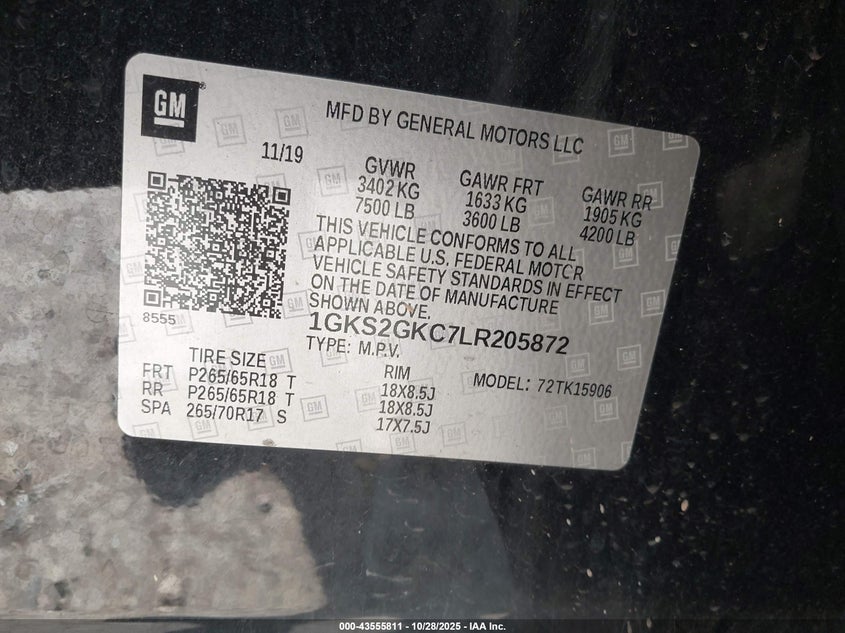 GM
MFD BY GENERAL MOTORS LLC
11/19
GVWR GAWR FRT GAWR RR
3402 KG 1633 KG 1905 KG
7500 LB 3600 LB 4200 LB
THIS VEHICLE CONFORMS TO ALL
APPLICABLE U.S. FEDERAL MOTOR
VEHICLE SAFETY STANDARDS IN EFFECT
ON THE DATE OF MANUFACTURE
SHOWN ABOVE.
8555
1GKS2GKC7LR205872
TYPE: M.P.V.
MODEL: 72TK15906
TIRE SIZE RIM
FRT P265/65R18 T 18X8.5J
RR P265/65R18 T 18X8.5J
SPA 265/70R17 S 17X7.5J
000-43555811 - 10/28/2025 - IAA Inc.